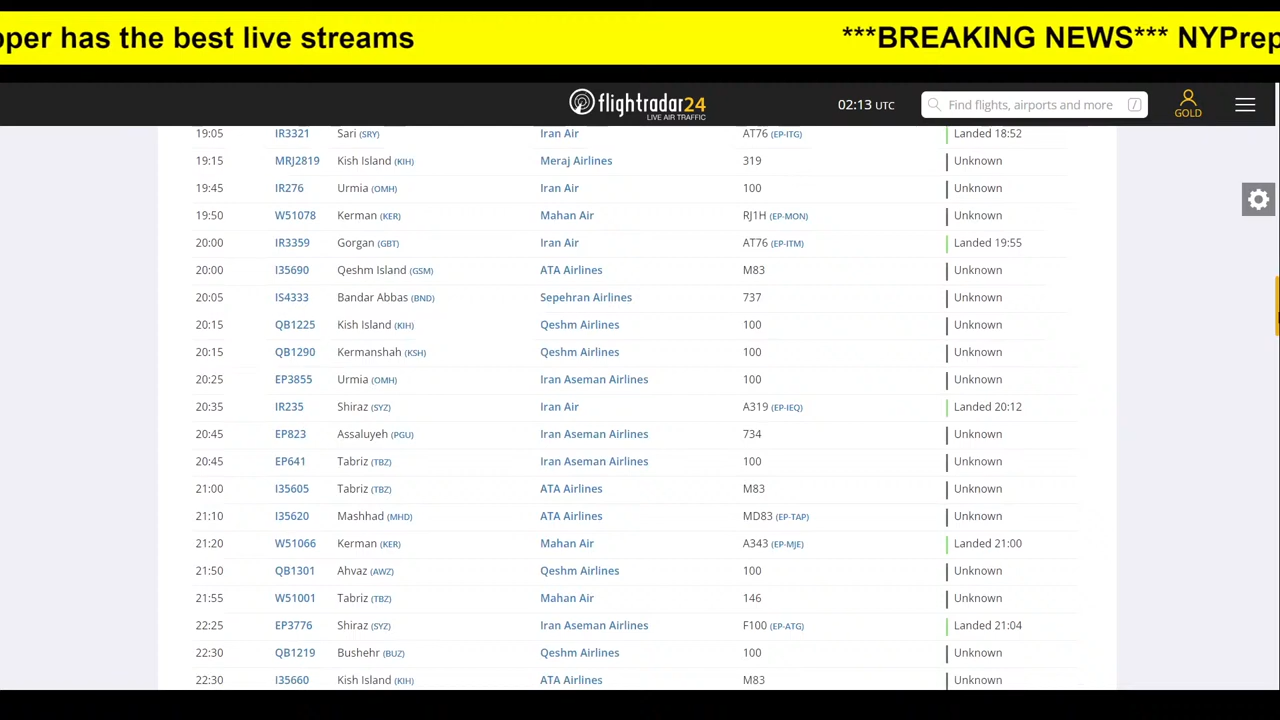 pper has the best live streams ***BREAKING NEWS*** NYPrep
flightradar24
LIVE AIR TRAFFIC
02:13 UTC
Find flights, airports and more /
GOLD
19:05 IR3321 Sari (SRY) Iran Air AT76 (EP-ITG) Landed 18:52
19:15 MRJ2819 Kish Island (KIH) Meraj Airlines 319 Unknown
19:45 IR276 Urmia (OMH) Iran Air 100 Unknown
19:50 W51078 Kerman (KER) Mahan Air RJ1H (EP-MON) Unknown
20:00 IR3359 Gorgan (GBT) Iran Air AT76 (EP-ITM) Landed 19:55
20:00 I35690 Qeshm Island (GSM) ATA Airlines M83 Unknown
20:05 IS4333 Bandar Abbas (BND) Sepehran Airlines 737 Unknown
20:15 QB1225 Kish Island (KIH) Qeshm Airlines 100 Unknown
20:15 QB1290 Kermanshah (KSH) Qeshm Airlines 100 Unknown
20:25 EP3855 Urmia (OMH) Iran Aseman Airlines 100 Unknown
20:35 IR235 Shiraz (SYZ) Iran Air A319 (EP-IEQ) Landed 20:12
20:45 EP823 Assaluyeh (PGU) Iran Aseman Airlines 734 Unknown
20:45 EP641 Tabriz (TBZ) Iran Aseman Airlines 100 Unknown
21:00 I35605 Tabriz (TBZ) ATA Airlines M83 Unknown
21:10 I35620 Mashhad (MHD) ATA Airlines MD83 (EP-TAP) Unknown
21:20 W51066 Kerman (KER) Mahan Air A343 (EP-MJE) Landed 21:00
21:50 QB1301 Ahvaz (AWZ) Qeshm Airlines 100 Unknown
21:55 W51001 Tabriz (TBZ) Mahan Air 146 Unknown
22:25 EP3776 Shiraz (SYZ) Iran Aseman Airlines F100 (EP-ATG) Landed 21:04
22:30 QB1219 Bushehr (BUZ) Qeshm Airlines 100 Unknown
22:30 I35660 Kish Island (KIH) ATA Airlines M83 Unknown